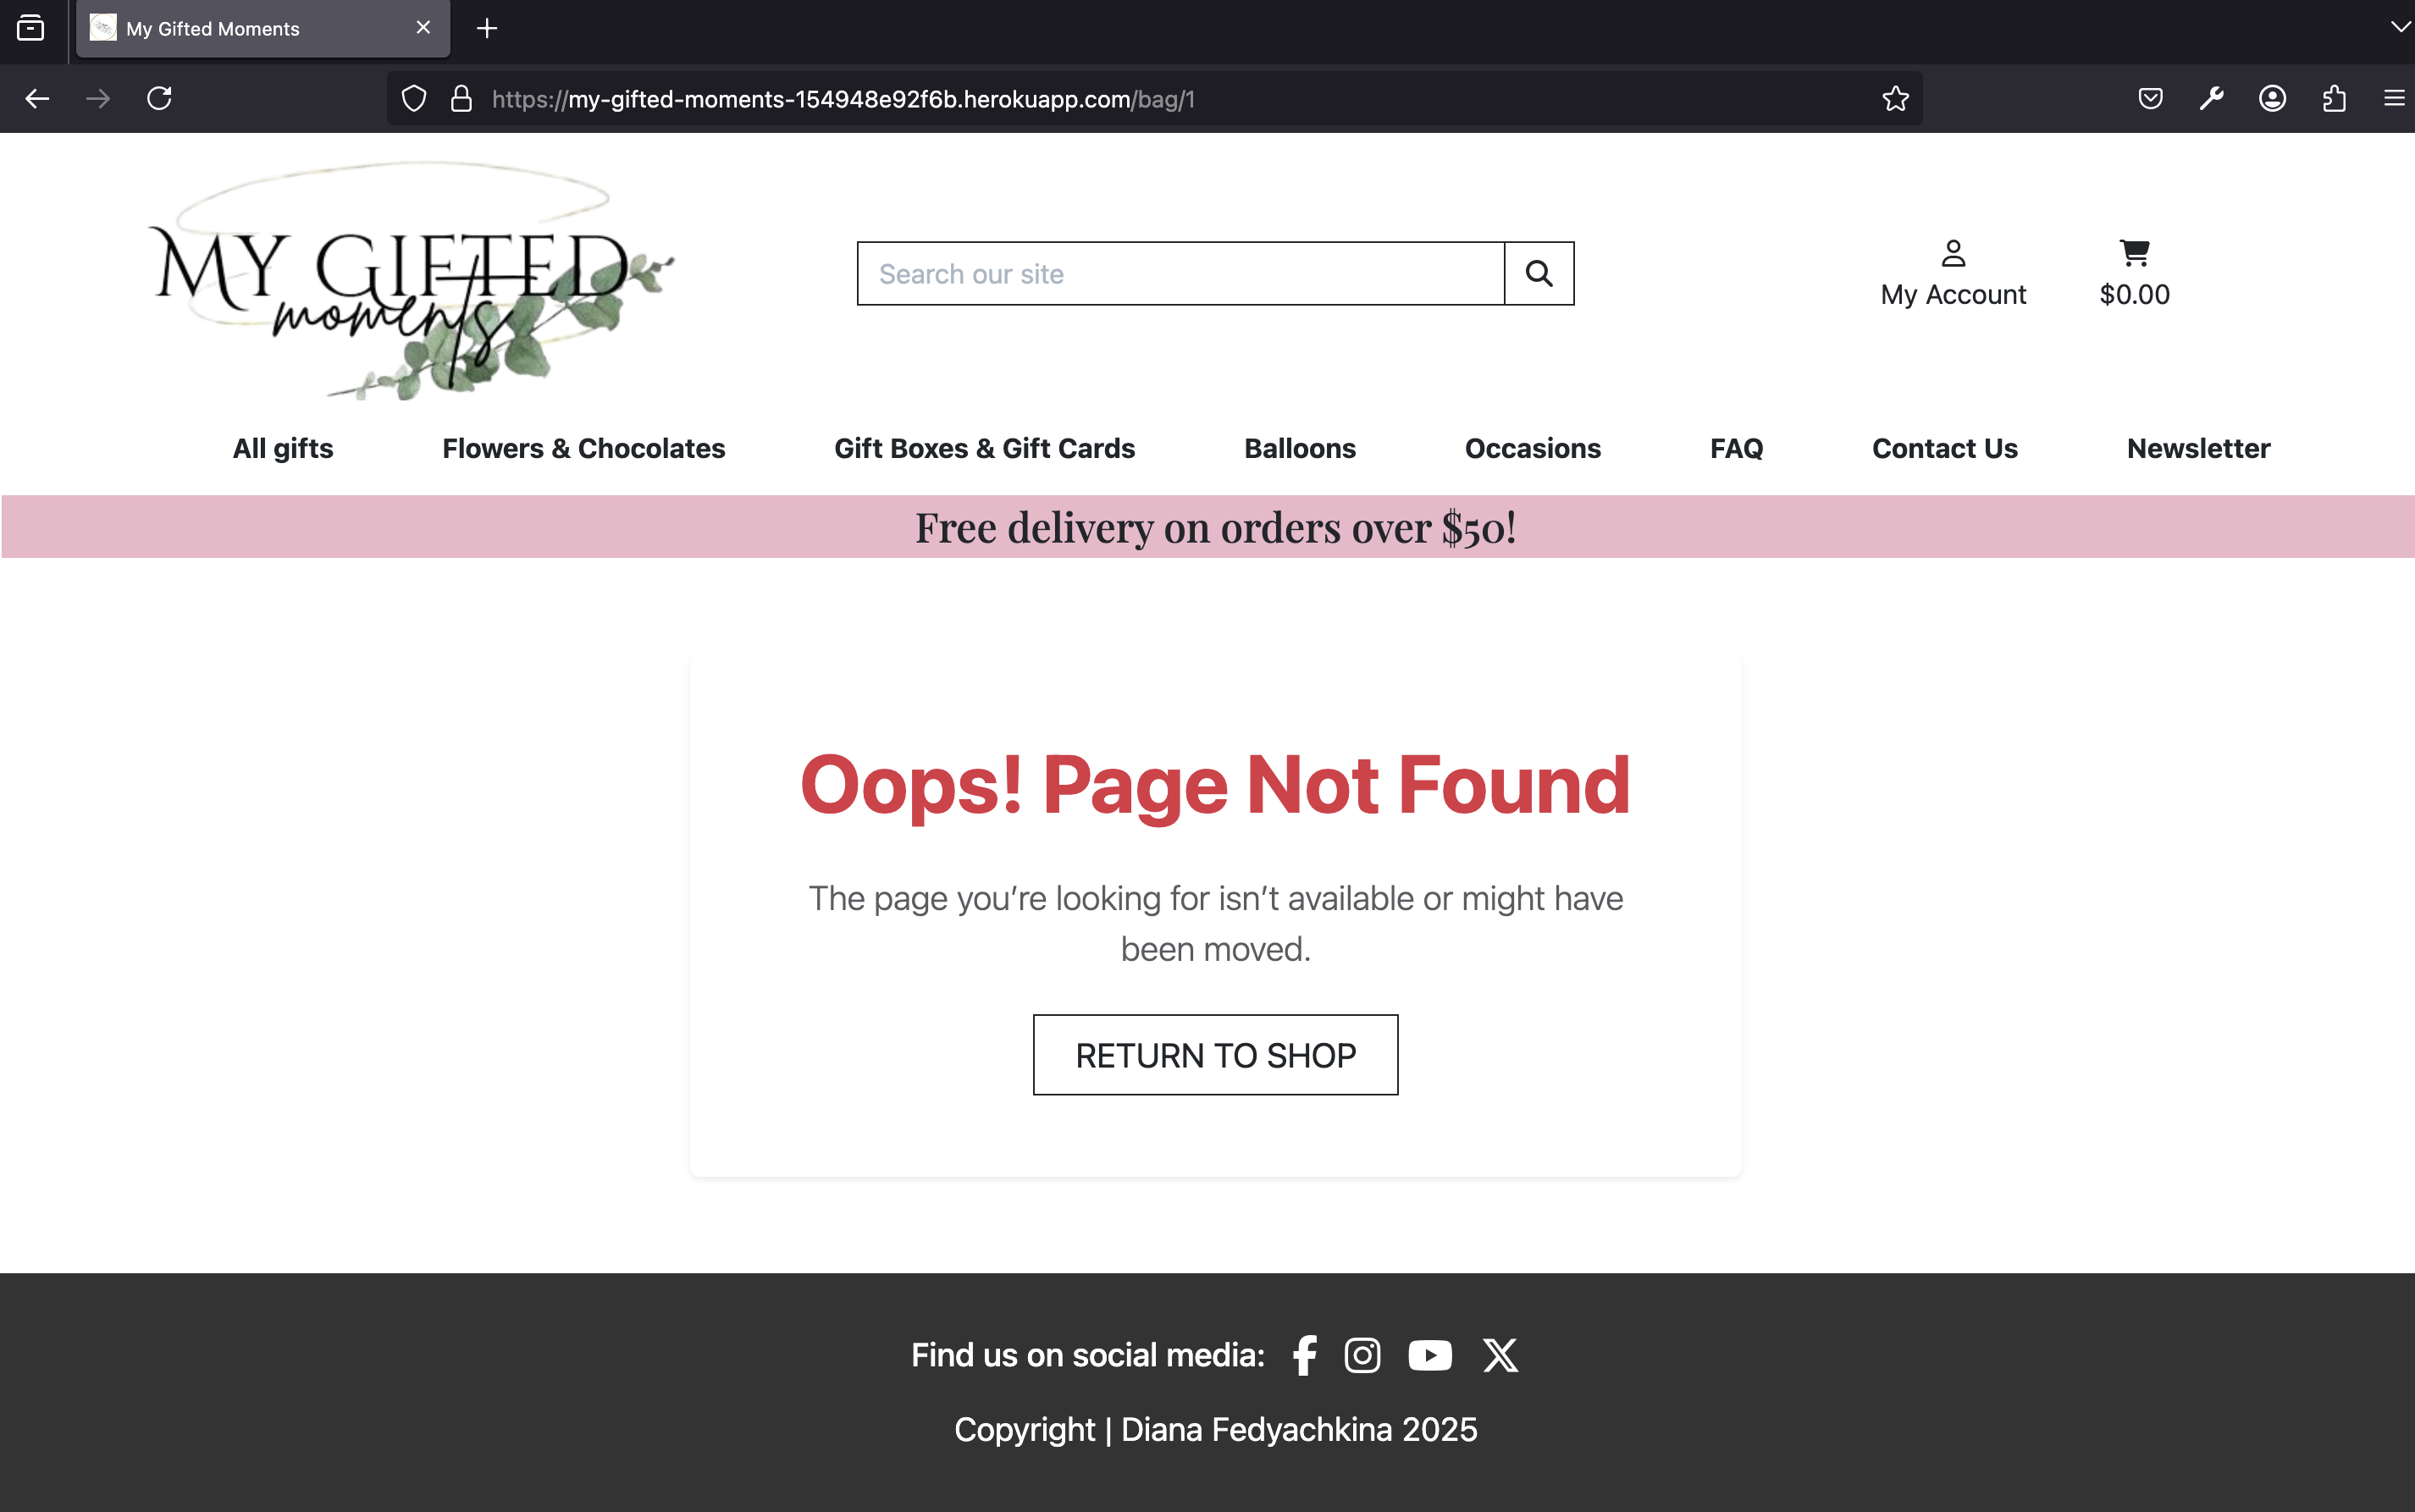 My Gifted Moments
https://my-gifted-moments-154948e92f6b.herokuapp.com/bag/1
MY GIFTED
moments
Search our site
My Account
$0.00
All gifts
Flowers & Chocolates
Gift Boxes & Gift Cards
Balloons
Occasions
FAQ
Contact Us
Newsletter
Free delivery on orders over $50!
Oops! Page Not Found
The page you’re looking for isn’t available or might have
been moved.
RETURN TO SHOP
Find us on social media:
Copyright | Diana Fedyachkina 2025